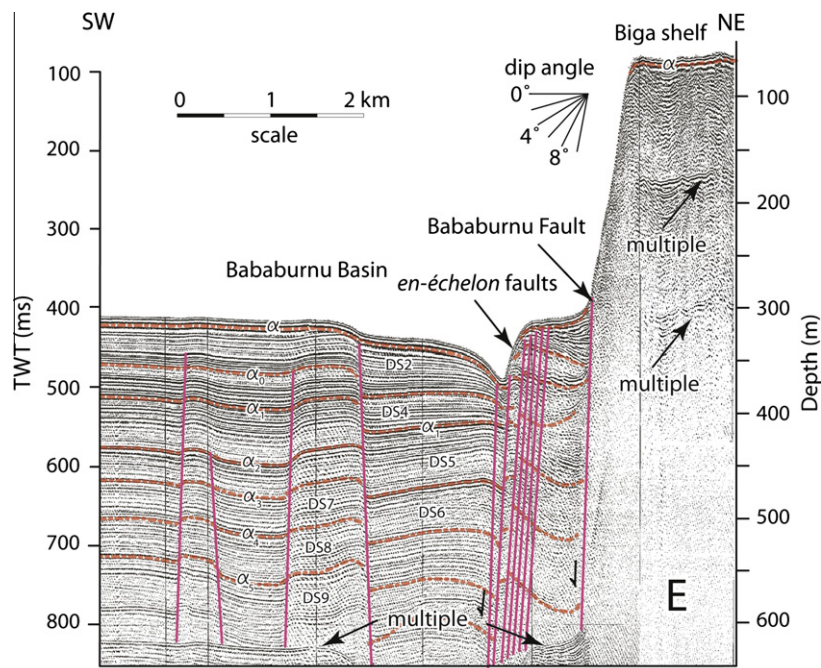 SW
NE
Biga shelf
α
100
200
300
400
500
600
700
800
TWT (ms)
0 1 2 km
scale
dip angle
0°
4°
8°
100
200
300
400
500
600
Depth (m)
multiple
multiple
Bababurnu Fault
en-échelon faults
Bababurnu Basin
α
DS2
α0
α1
DS4
α1
DS5
α
α3
DS7
DS6
α4
DS8
α
DS9
multiple
E